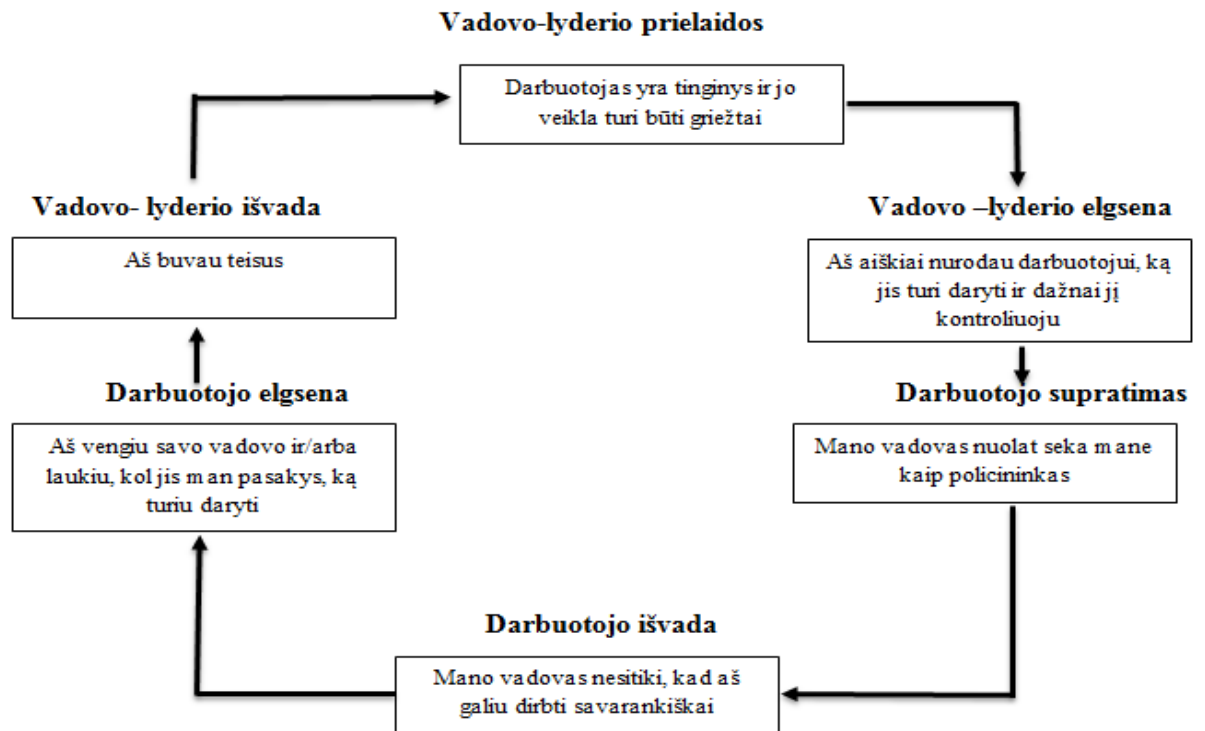 Vadovo-lyderio prielaidos
Darbuotojas yra tinginys ir jo
veikla turi būti griežtai
Vadovo –lyderio elgsena
Aš aiškiai nurodau darbuotojui, ką
jis turi daryti ir dažnai jį
kontroliuoju
Darbuotojo supratimas
Mano vadovas nuolat seka mane
kaip policininkas
Darbuotojo išvada
Mano vadovas nesitiki, kad aš
galiu dirbti savarankiškai
Darbuotojo elgsena
Aš vengiu savo vadovo ir/arba
laukiu, kol jis man pasakys, ką
turiu daryti
Vadovo- lyderio išvada
Aš buvau teisus